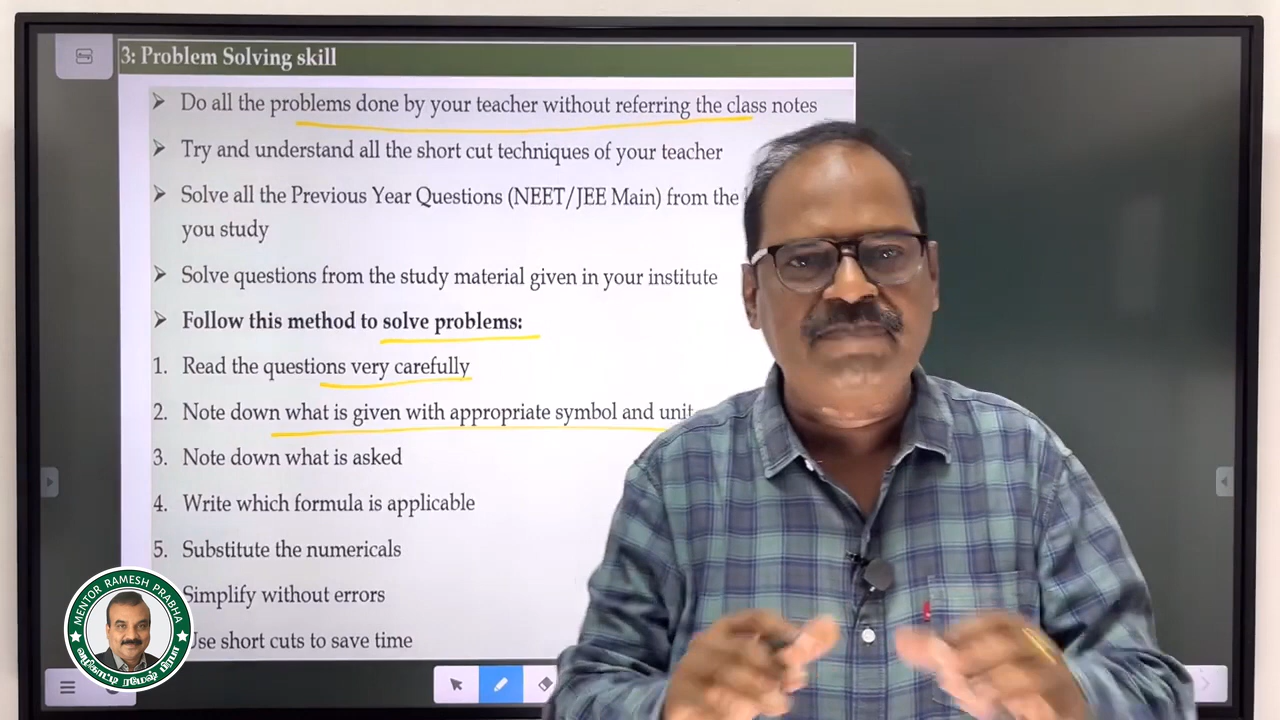 3: Problem Solving skill
➢ Do all the problems done by your teacher without referring the class notes
➢ Try and understand all the short cut techniques of your teacher
➢ Solve all the Previous Year Questions (NEET/JEE Main) from the
you study
➢ Solve questions from the study material given in your institute
➢ Follow this method to solve problems:
1. Read the questions very carefully
2. Note down what is given with appropriate symbol and unit
3. Note down what is asked
4. Write which formula is applicable
5. Substitute the numericals
Simplify without errors
Use short cuts to save time
MENTOR RAMESH PRABHA
வழிகாட்டி ரமேஷ் பிரபா